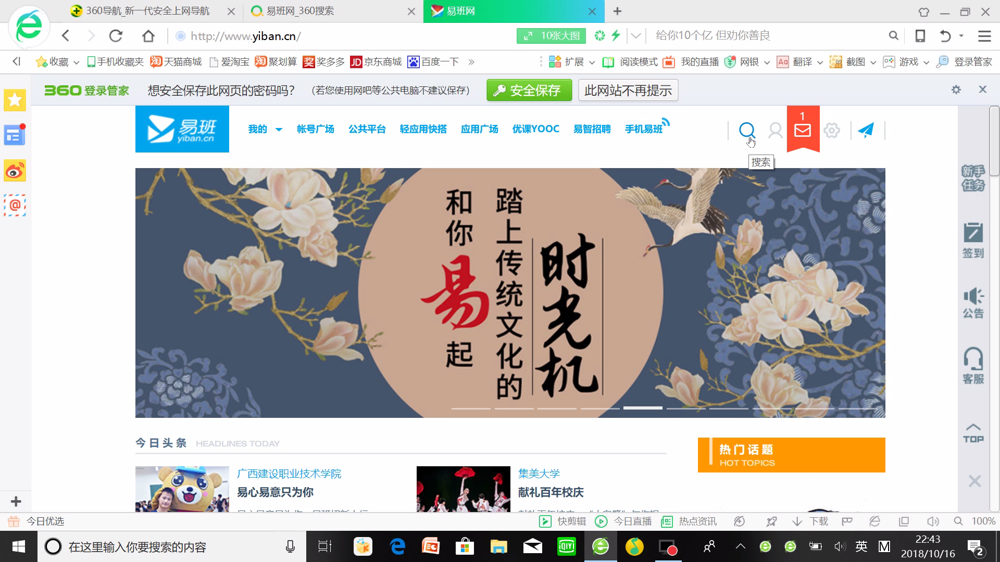 360导航_新一代安全上网导航
易班网_360搜索
易班网
http://www.yiban.cn/
10张大图
给你10个亿 但劝你善良
收藏
手机收藏夹
天猫商城
爱淘宝
聚划算
奖多多
京东商城
百度一下
扩展
阅读模式
我的直播
网银
翻译
截图
游戏
登录管家
360登录管家
想安全保存此网页的密码吗?
(若您使用网吧等公共电脑不建议保存)
安全保存
此网站不再提示
易班
yiban.cn
我的
帐号广场
公共平台
轻应用快搭
应用广场
优课YOOC
易智招聘
手机易班
1
搜索
时光机
踏上传统文化的
和你易起
新手
任务
签到
公告
客服
TOP
今日头条
HEADLINES TODAY
热门话题
HOT TOPICS
广西建设职业技术学院
易心易意只为你
集美大学
献礼百年校庆
今日优选
快剪辑
今日直播
热点资讯
下载
100%
在这里输入你要搜索的内容
iQIYI
英
M
22:43
2018/10/16
2